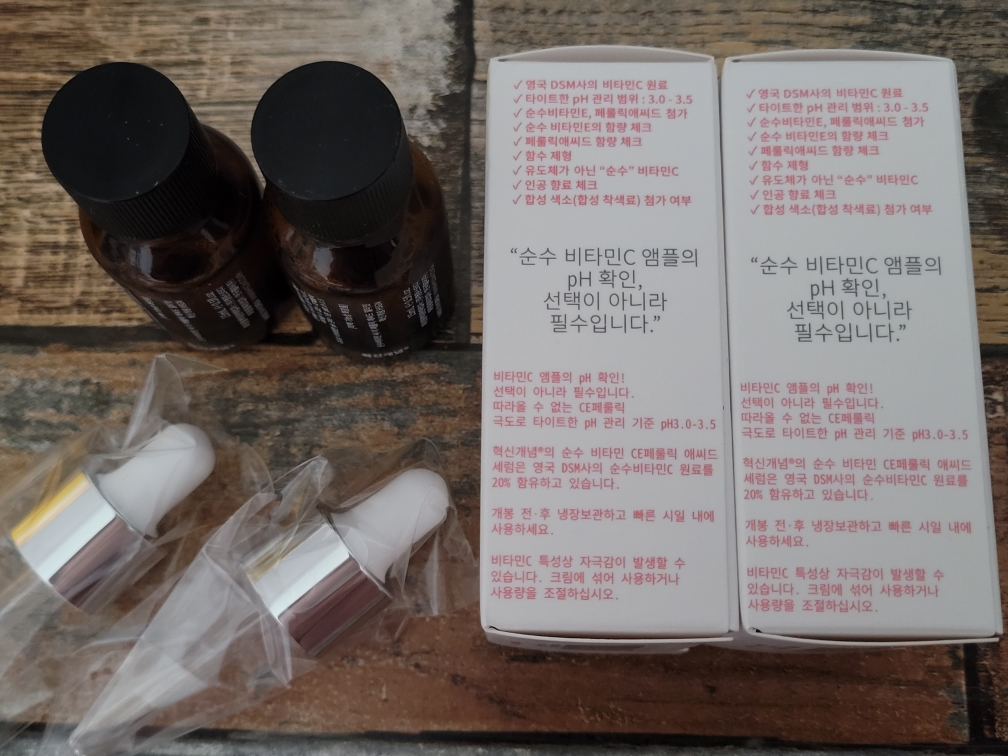 ✓ 영국 DSM사의 비타민C 원료
✓ 타이트한 pH 관리 범위 : 3.0 - 3.5
✓ 순수비타민E, 페룰릭애씨드 첨가
✓ 순수 비타민E의 함량 체크
✓ 페룰릭애씨드 함량 체크
✓ 함수 제형
✓ 유도체가 아닌 “순수” 비타민C
✓ 인공 향료 체크
✓ 합성 색소(합성 착색료) 첨가 여부
“순수 비타민C 앰플의
pH 확인,
선택이 아니라
필수입니다.”
비타민C 앰플의 pH 확인!
선택이 아니라 필수입니다.
따라올 수 없는 CE페룰릭
극도로 타이트한 pH 관리 기준 pH3.0-3.5
혁신개념®의 순수 비타민 CE페룰릭 애씨드
세럼은 영국 DSM사의 순수비타민C 원료를
20% 함유하고 있습니다.
개봉 전·후 냉장보관하고 빠른 시일 내에
사용하세요.
비타민C 특성상 자극감이 발생할 수
있습니다. 크림에 섞어 사용하거나
사용량을 조절하십시오.
✓ 영국 DSM사의 비타민C 원료
✓ 타이트한 pH 관리 범위 : 3.0 - 3.5
✓ 순수비타민E, 페룰릭애씨드 첨가
✓ 순수 비타민E의 함량 체크
✓ 페룰릭애씨드 함량 체크
✓ 함수 제형
✓ 유도체가 아닌 “순수” 비타민C
✓ 인공 향료 체크
✓ 합성 색소(합성 착색료) 첨가 여부
“순수 비타민C 앰플의
pH 확인,
선택이 아니라
필수입니다.”
비타민C 앰플의 pH 확인!
선택이 아니라 필수입니다.
따라올 수 없는 CE페룰릭
극도로 타이트한 pH 관리 기준 pH3.0-3.5
혁신개념®의 순수 비타민 CE페룰릭 애씨드
세럼은 영국 DSM사의 순수비타민C 원료를
20% 함유하고 있습니다.
개봉 전·후 냉장보관하고 빠른 시일 내에
사용하세요.
비타민C 특성상 자극감이 발생할 수
있습니다. 크림에 섞어 사용하거나
사용량을 조절하십시오.